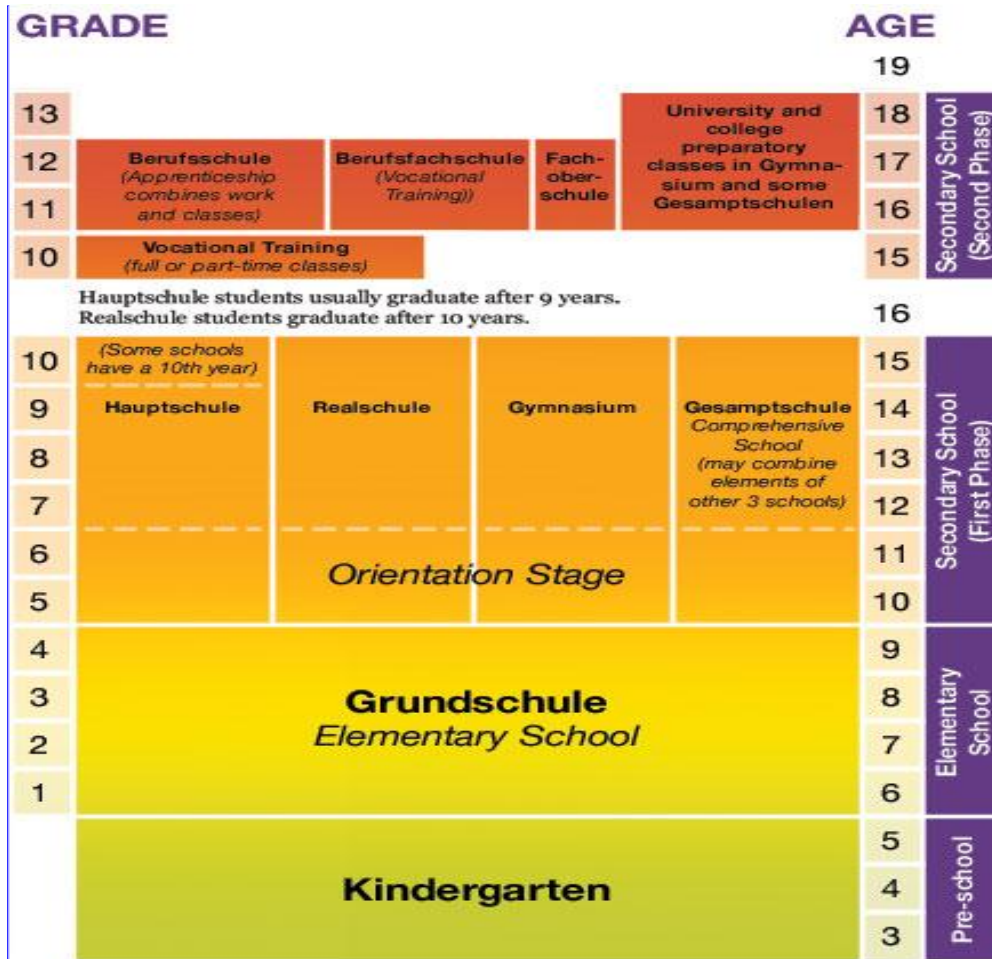 GRADE
AGE
19
13
18
12
17
11
16
10
15
University and
college
preparatory
classes in Gymna-
sium and some
Gesamptschulen
Berufsschule
(Apprenticeship
combines work
and classes)
Berufsfachschule
(Vocational
Training))
Fach-
ober-
schule
Vocational Training
(full or part-time classes)
Secondary School
(Second Phase)
Hauptschule students usually graduate after 9 years.
Realschule students graduate after 10 years.
16
10
15
9
14
8
13
7
12
6
11
5
10
(Some schools
have a 10th year)
Hauptschule
Realschule
Gymnasium
Gesamptschule
Comprehensive
School
(may combine
elements of
other 3 schools)
Orientation Stage
Secondary School
(First Phase)
4
9
3
8
2
7
1
6
Grundschule
Elementary School
Elementary
School
5
4
3
Kindergarten
Pre-school